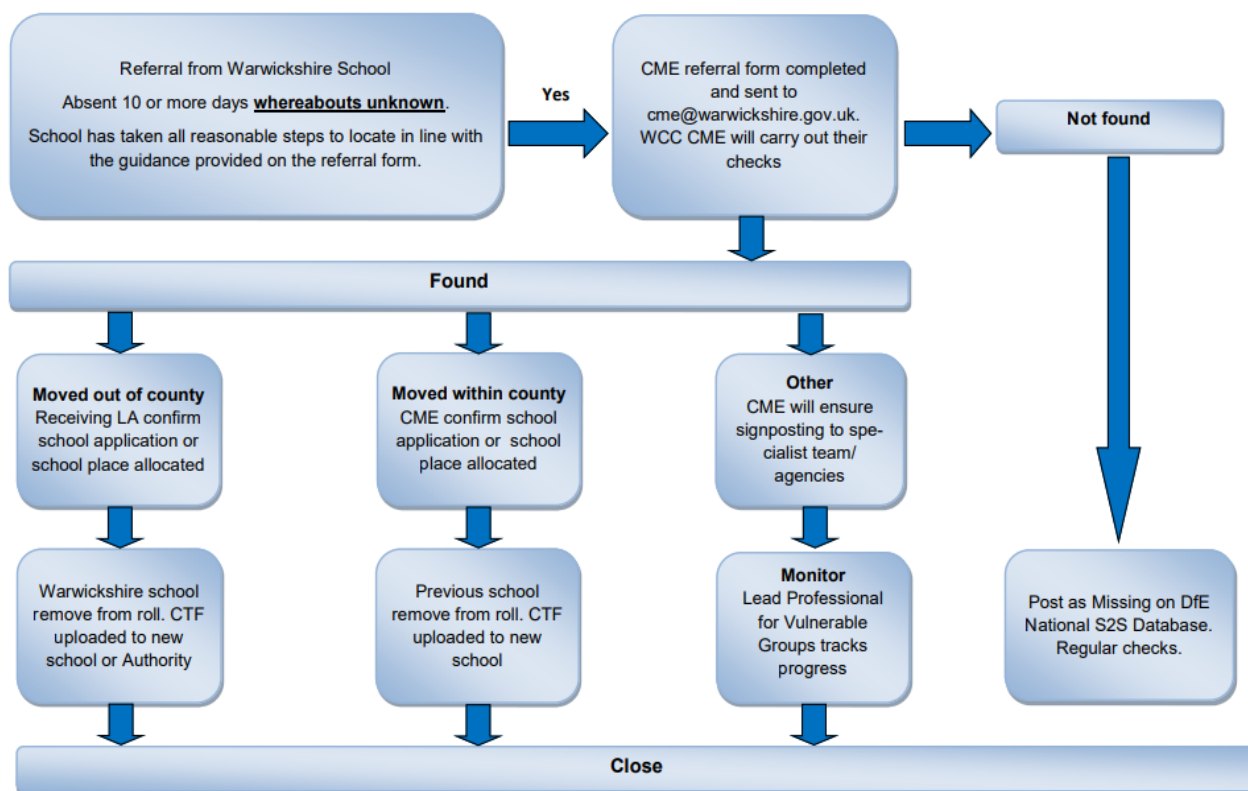 Referral from Warwickshire School
Absent 10 or more days whereabouts unknown.
School has taken all reasonable steps to locate in line with
the guidance provided on the referral form.
Yes
CME referral form completed
and sent to
cme@warwickshire.gov.uk.
WCC CME will carry out their
checks
Not found
Found
Moved out of county
Receiving LA confirm
school application or
school place allocated
Moved within county
CME confirm school
application or school
place allocated
Other
CME will ensure
signposting to spe-
cialist team/
agencies
Warwickshire school
remove from roll. CTF
uploaded to new
school or Authority
Previous school
remove from roll. CTF
uploaded to new
school
Monitor
Lead Professional
for Vulnerable
Groups tracks
progress
Post as Missing on DfE
National S2S Database.
Regular checks.
Close